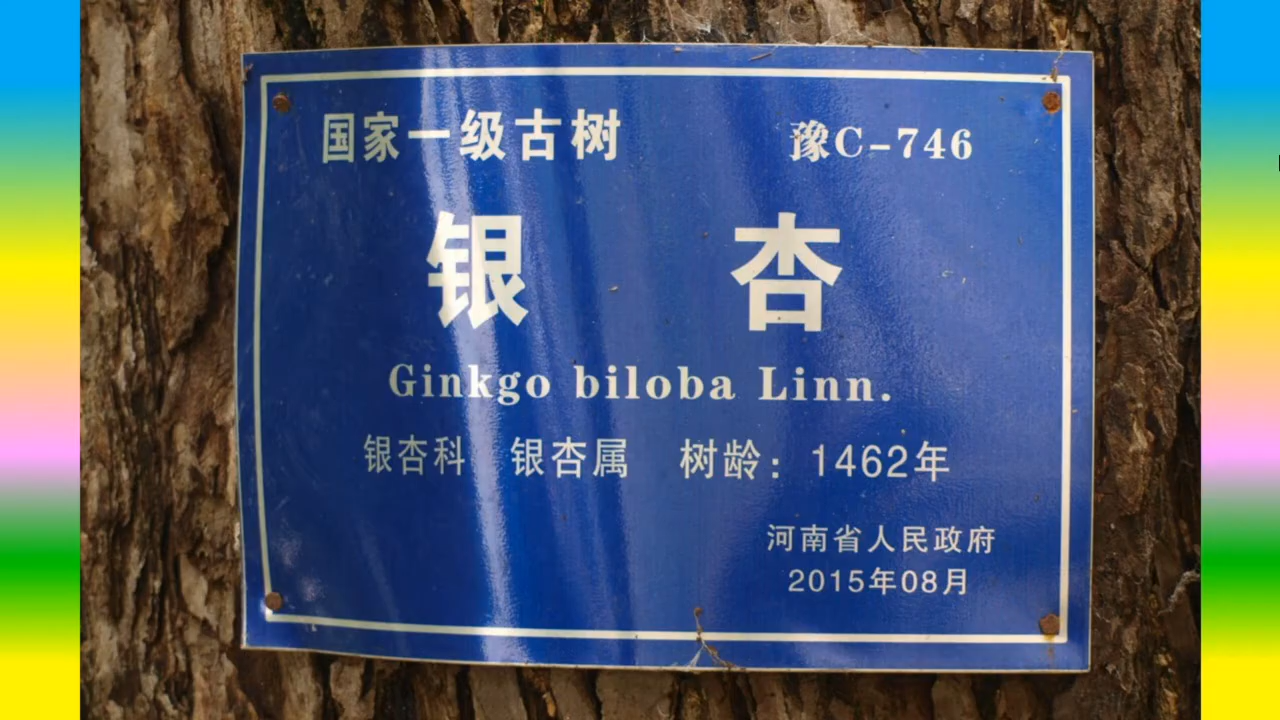 国家一级古树 豫C-746
银杏
Ginkgo biloba Linn.
银杏科 银杏属 树龄：1462年
河南省人民政府
2015年08月